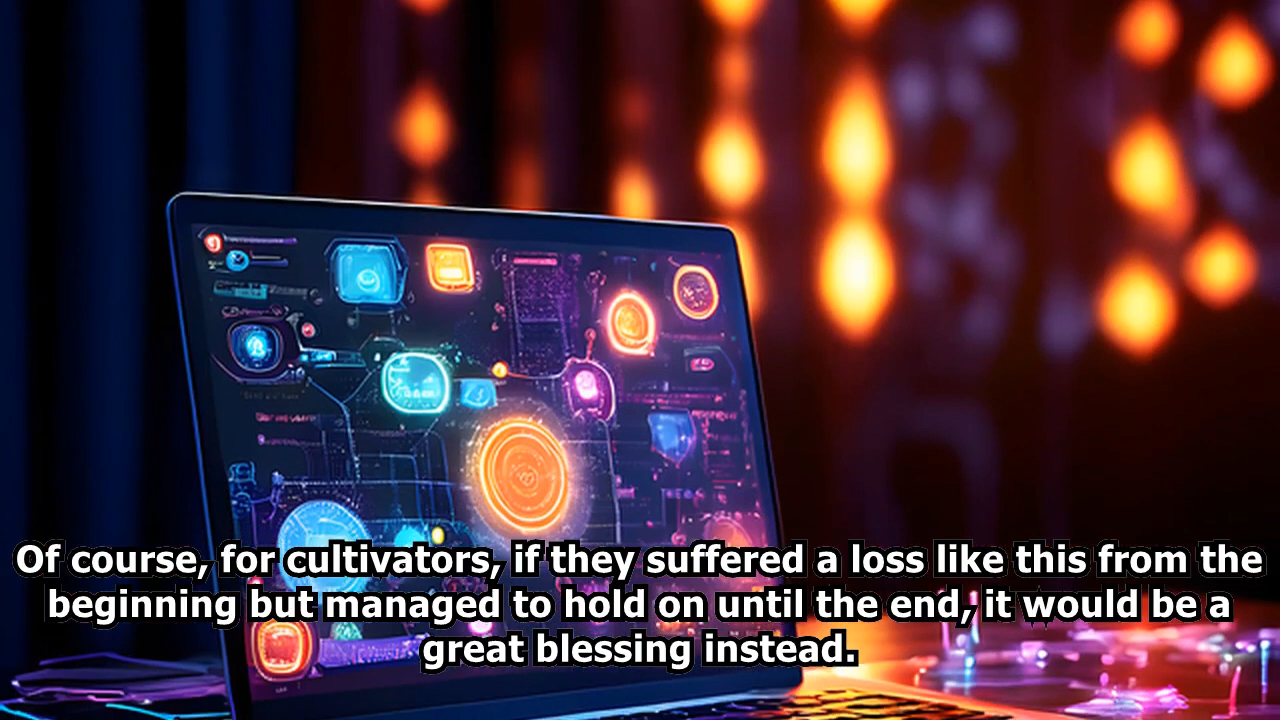 Of course, for cultivators, if they suffered a loss like this from the
beginning but managed to hold on until the end, it would be a
great blessing instead.